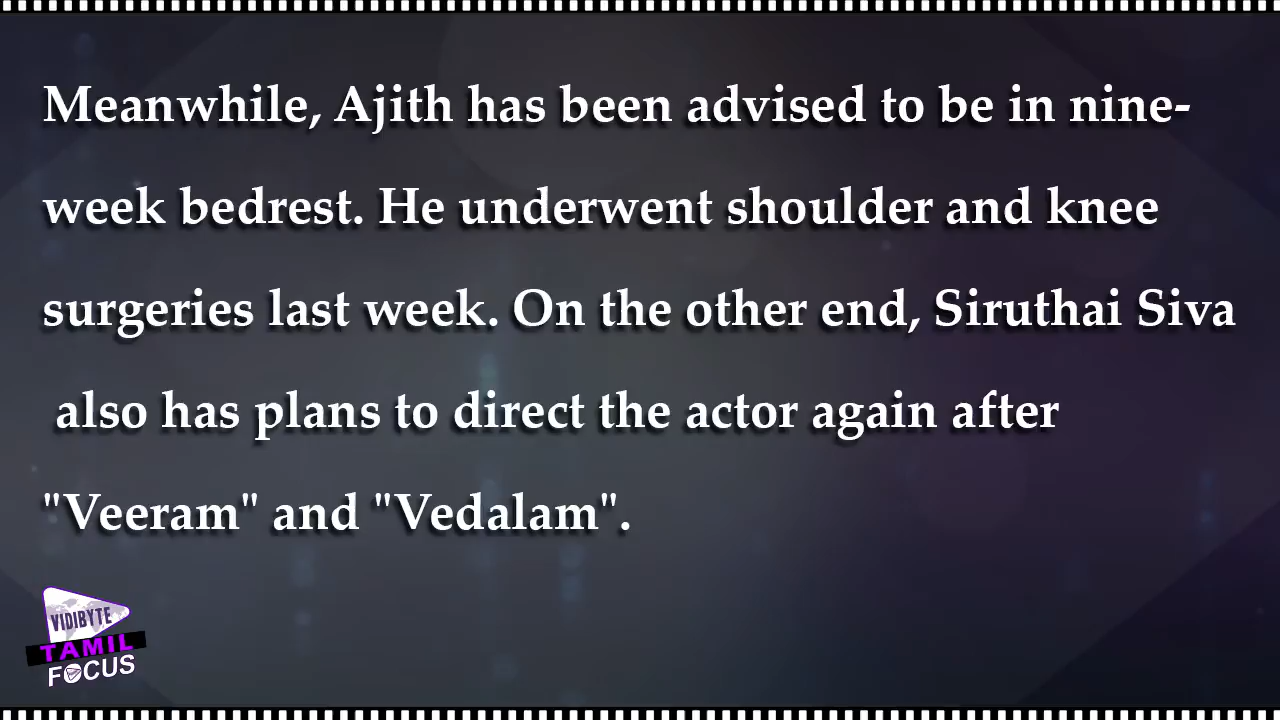 Meanwhile, Ajith has been advised to be in nine-
week bedrest. He underwent shoulder and knee
surgeries last week. On the other end, Siruthai Siva
also has plans to direct the actor again after
"Veeram" and "Vedalam".
VIDIBYTE
TAMIL
FOCUS